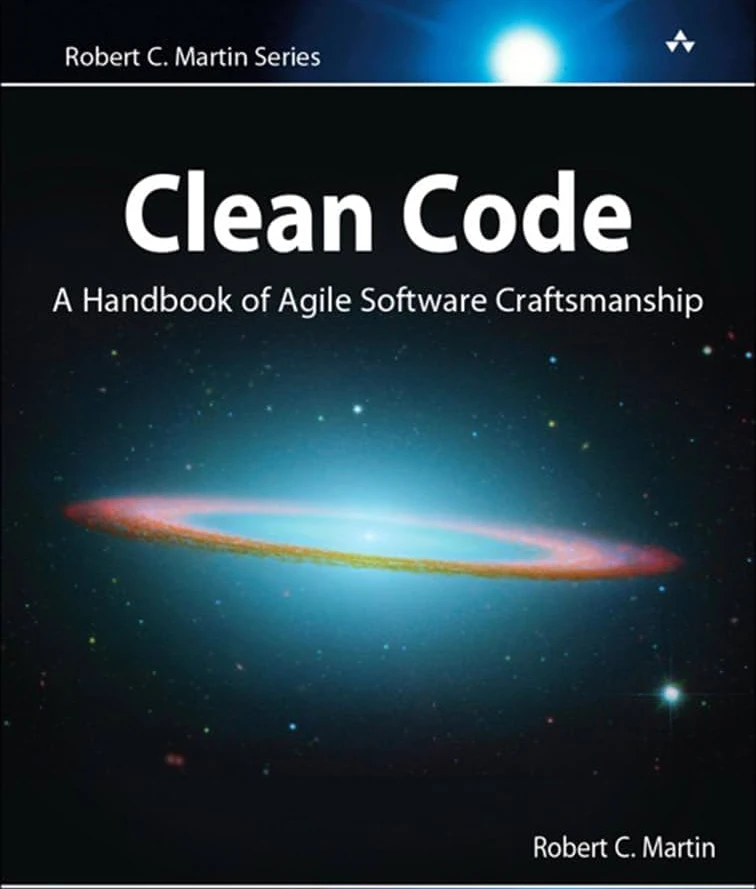 Robert C. Martin Series
Clean Code
A Handbook of Agile Software Craftsmanship
Robert C. Martin